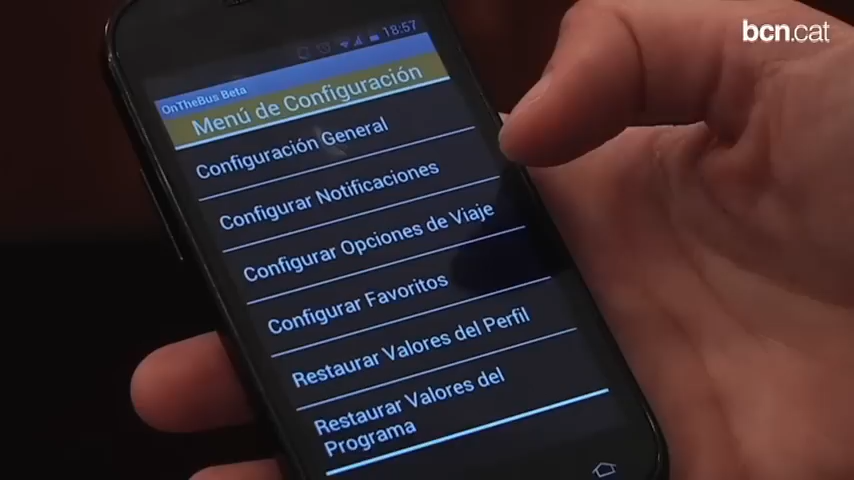 bcn.cat
18:57
OnTheBus Beta
Menú de Configuración
Configuración General
Configurar Notificaciones
Configurar Opciones de Viaje
Configurar Favoritos
Restaurar Valores del Perfil
Restaurar Valores del
Programa